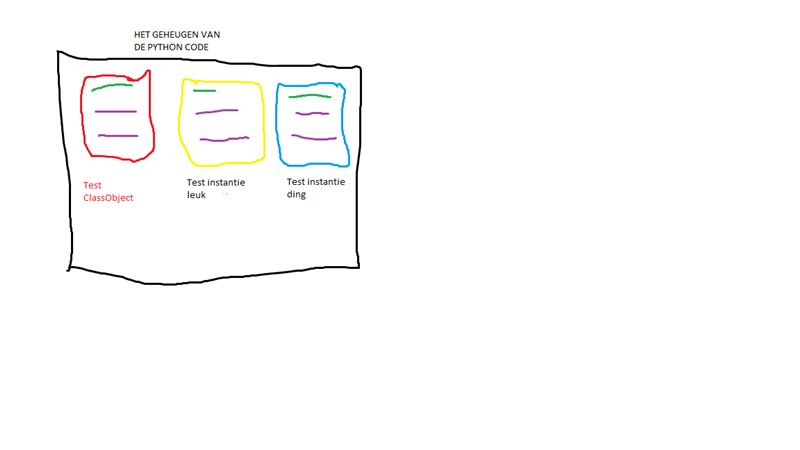 HET GEHEUGEN VAN
DE PYTHON CODE
Test
ClassObject
Test instantie
leuk
Test instantie
ding